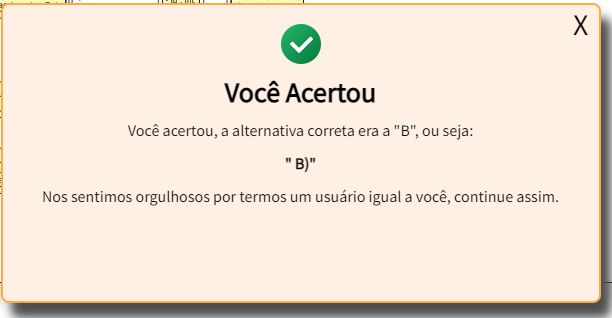 X
Você Acertou
Você acertou, a alternativa correta era a "B", ou seja:
" B)"
Nos sentimos orgulhosos por termos um usuário igual a você, continue assim.